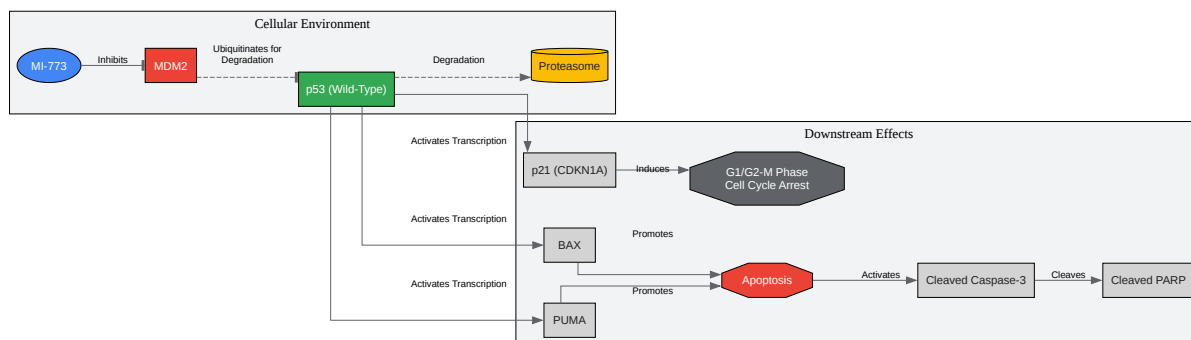 Cellular Environment
MI-773
Inhibits
MDM2
Ubiquitinates for
Degradation
p53 (Wild-Type)
Degradation
Proteasome
Downstream Effects
Activates Transcription
p21 (CDKN1A)
Induces
G1/G2-M Phase
Cell Cycle Arrest
Activates Transcription
BAX
Promotes
Activates Transcription
PUMA
Promotes
Apoptosis
Activates
Cleaved Caspase-3
Cleaves
Cleaved PARP